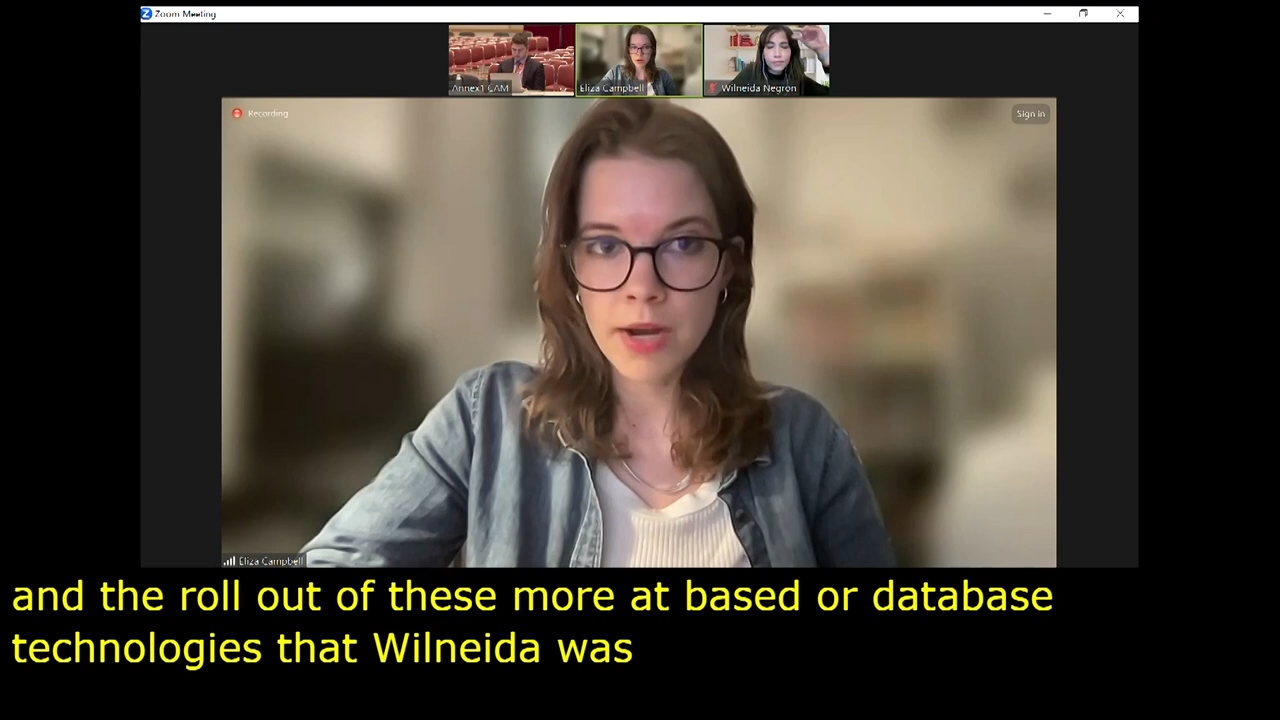 Zoom Meeting
Annex1 CAM
Eliza Campbell
Wilneida Negrón
Recording
Sign in
Eliza Campbell
and the roll out of these more at based or database
technologies that Wilneida was